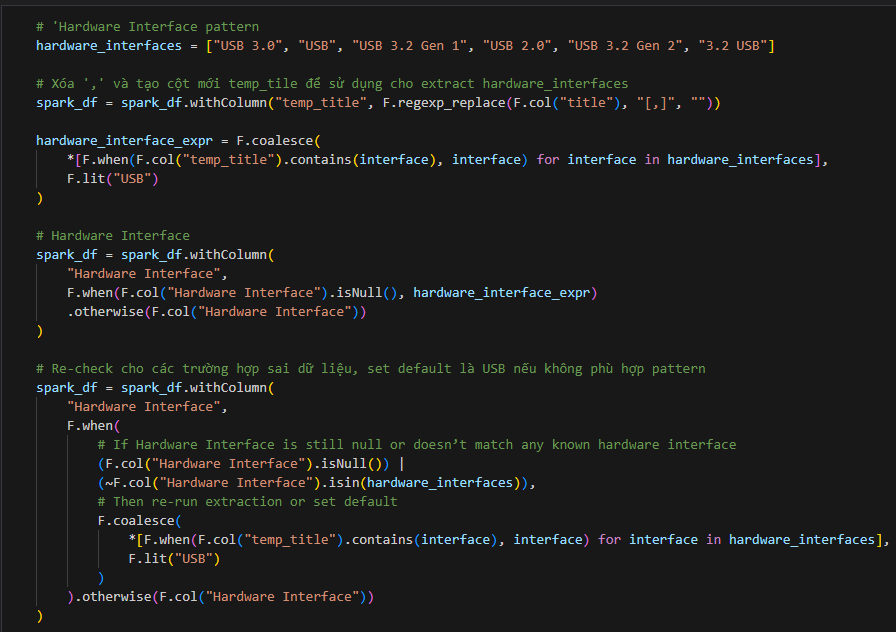 # 'Hardware Interface pattern
hardware_interfaces = ["USB 3.0", "USB", "USB 3.2 Gen 1", "USB 2.0", "USB 3.2 Gen 2", "3.2 USB"]
# Xóa ',' và tạo cột mới temp_tile để sử dụng cho extract hardware_interfaces
spark_df = spark_df.withColumn("temp_title", F.regexp_replace(F.col("title"), "[,]", ""))
hardware_interface_expr = F.coalesce(
    *[F.when(F.col("temp_title").contains(interface), interface) for interface in hardware_interfaces],
    F.lit("USB")
)
# Hardware Interface
spark_df = spark_df.withColumn(
    "Hardware Interface",
    F.when(F.col("Hardware Interface").isNull(), hardware_interface_expr)
    .otherwise(F.col("Hardware Interface"))
)
# Re-check cho các trường hợp sai dữ liệu, set default là USB nếu không phù hợp pattern
spark_df = spark_df.withColumn(
    "Hardware Interface",
    F.when(
        # If Hardware Interface is still null or doesn’t match any known hardware interface
        (F.col("Hardware Interface").isNull()) |
        (~F.col("Hardware Interface").isin(hardware_interfaces)),
        # Then re-run extraction or set default
        F.coalesce(
            *[F.when(F.col("temp_title").contains(interface), interface) for interface in hardware_interfaces],
            F.lit("USB")
        )
    ).otherwise(F.col("Hardware Interface"))
)